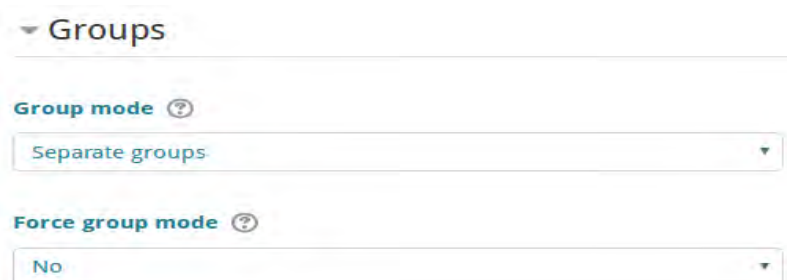 Groups
Group mode
Separate groups
Force group mode
No